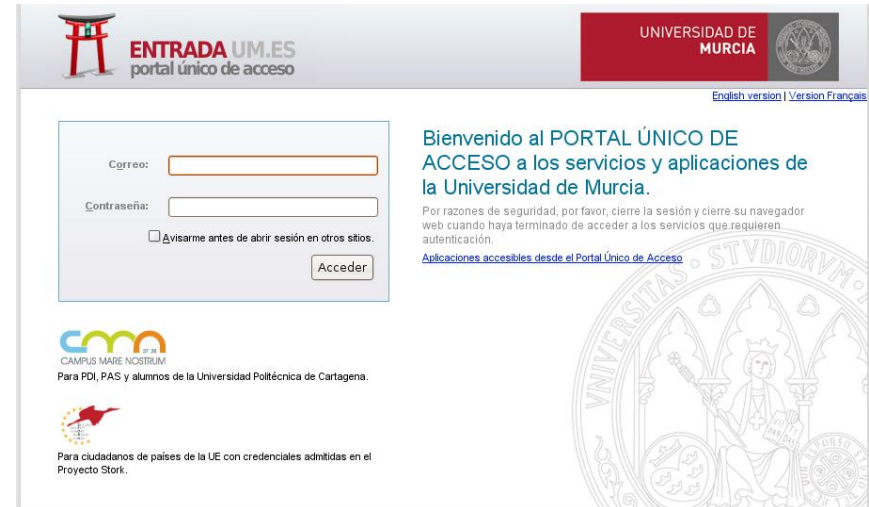 ENTRADA UM.ES
portal único de acceso
UNIVERSIDAD DE
MURCIA
English version | Version Français
Correo:
Contraseña:
Avisarme antes de abrir sesión en otros sitios.
Acceder
Bienvenido al PORTAL ÚNICO DE
ACCESO a los servicios y aplicaciones de
la Universidad de Murcia.
Por razones de seguridad, por favor, cierre la sesión y cierre su navegador
web cuando haya terminado de acceder a los servicios que requieren
autenticación.
Aplicaciones accesibles desde el Portal Único de Acceso
CAMPUS MARE NOSTRUM
37 38
Para PDI, PAS y alumnos de la Universidad Politécnica de Cartagena.
Para ciudadanos de países de la UE con credenciales admitidas en el
Proyecto Stork.